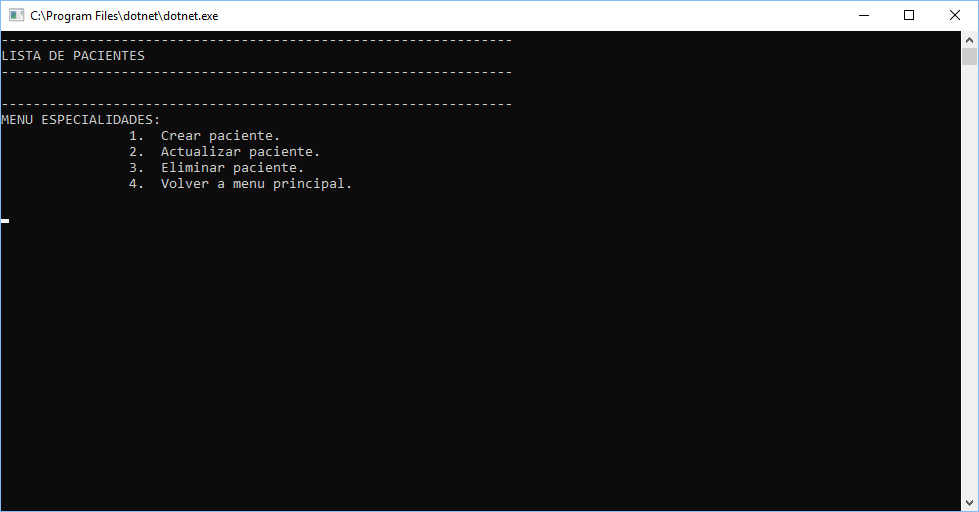 C:\Program Files\dotnet\dotnet.exe
----------------------------------------------------------------
LISTA DE PACIENTES
----------------------------------------------------------------
----------------------------------------------------------------
MENU ESPECIALIDADES:
1. Crear paciente.
2. Actualizar paciente.
3. Eliminar paciente.
4. Volver a menu principal.